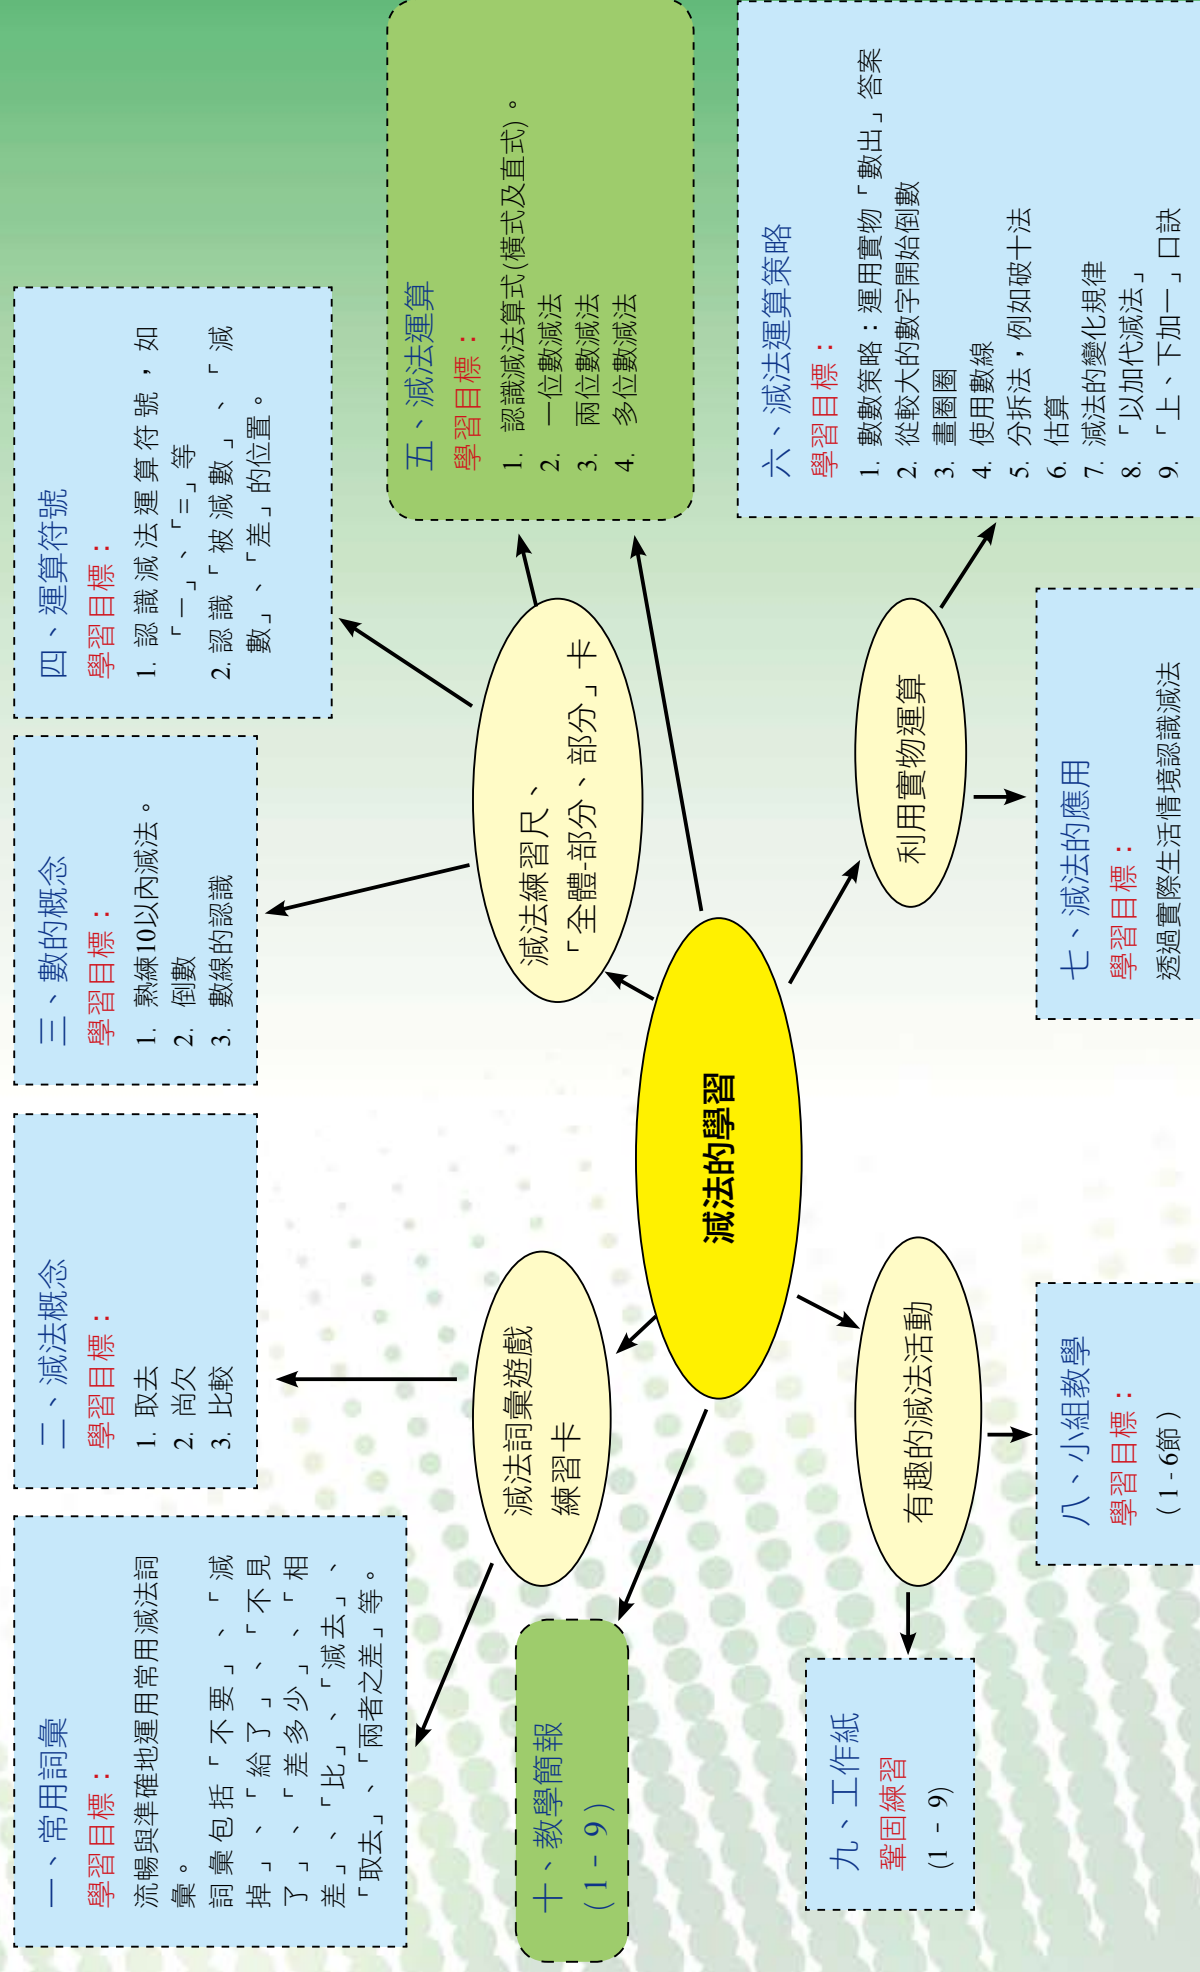 一、常用詞彙
學習目標：
流暢與準確地運用常用減法詞
彙。
詞彙包括「不要」、「減
掉」、「給了」、「不見
了」、「差多少」、「相
差」、「比」、「減去」、
「取去」、「兩者之差」等。
二、減法概念
學習目標：
1. 取去
2. 尚欠
3. 比較
三、數的概念
學習目標：
1. 熟練10以內減法。
2. 倒數
3. 數線的認識
四、運算符號
學習目標：
1. 認識減法運算符號，如
「－」、「=」等
2. 認識「被減數」、「減
數」、「差」的位置。
減法詞彙遊戲
練習卡
減法練習尺、
「全體-部分、部分」卡
五、減法運算
學習目標：
1. 認識減法算式(橫式及直式)。
2. 一位數減法
3. 兩位數減法
4. 多位數減法
十、教學簡報
(1 - 9)
減法的學習
九、工作紙
鞏固練習
(1 - 9)
有趣的減法活動
利用實物運算
六、減法運算策略
學習目標：
1. 數數策略：運用實物「數出」答案
2. 從較大的數字開始倒數
3. 畫圈圈
4. 使用數線
5. 分拆法，例如破十法
6. 估算
7. 減法的變化規律
8. 「以加代減法」
9. 「上、下加一」口訣
八、小組教學
學習目標：
(1-6節)
七、減法的應用
學習目標：
透過實際生活情境認識減法